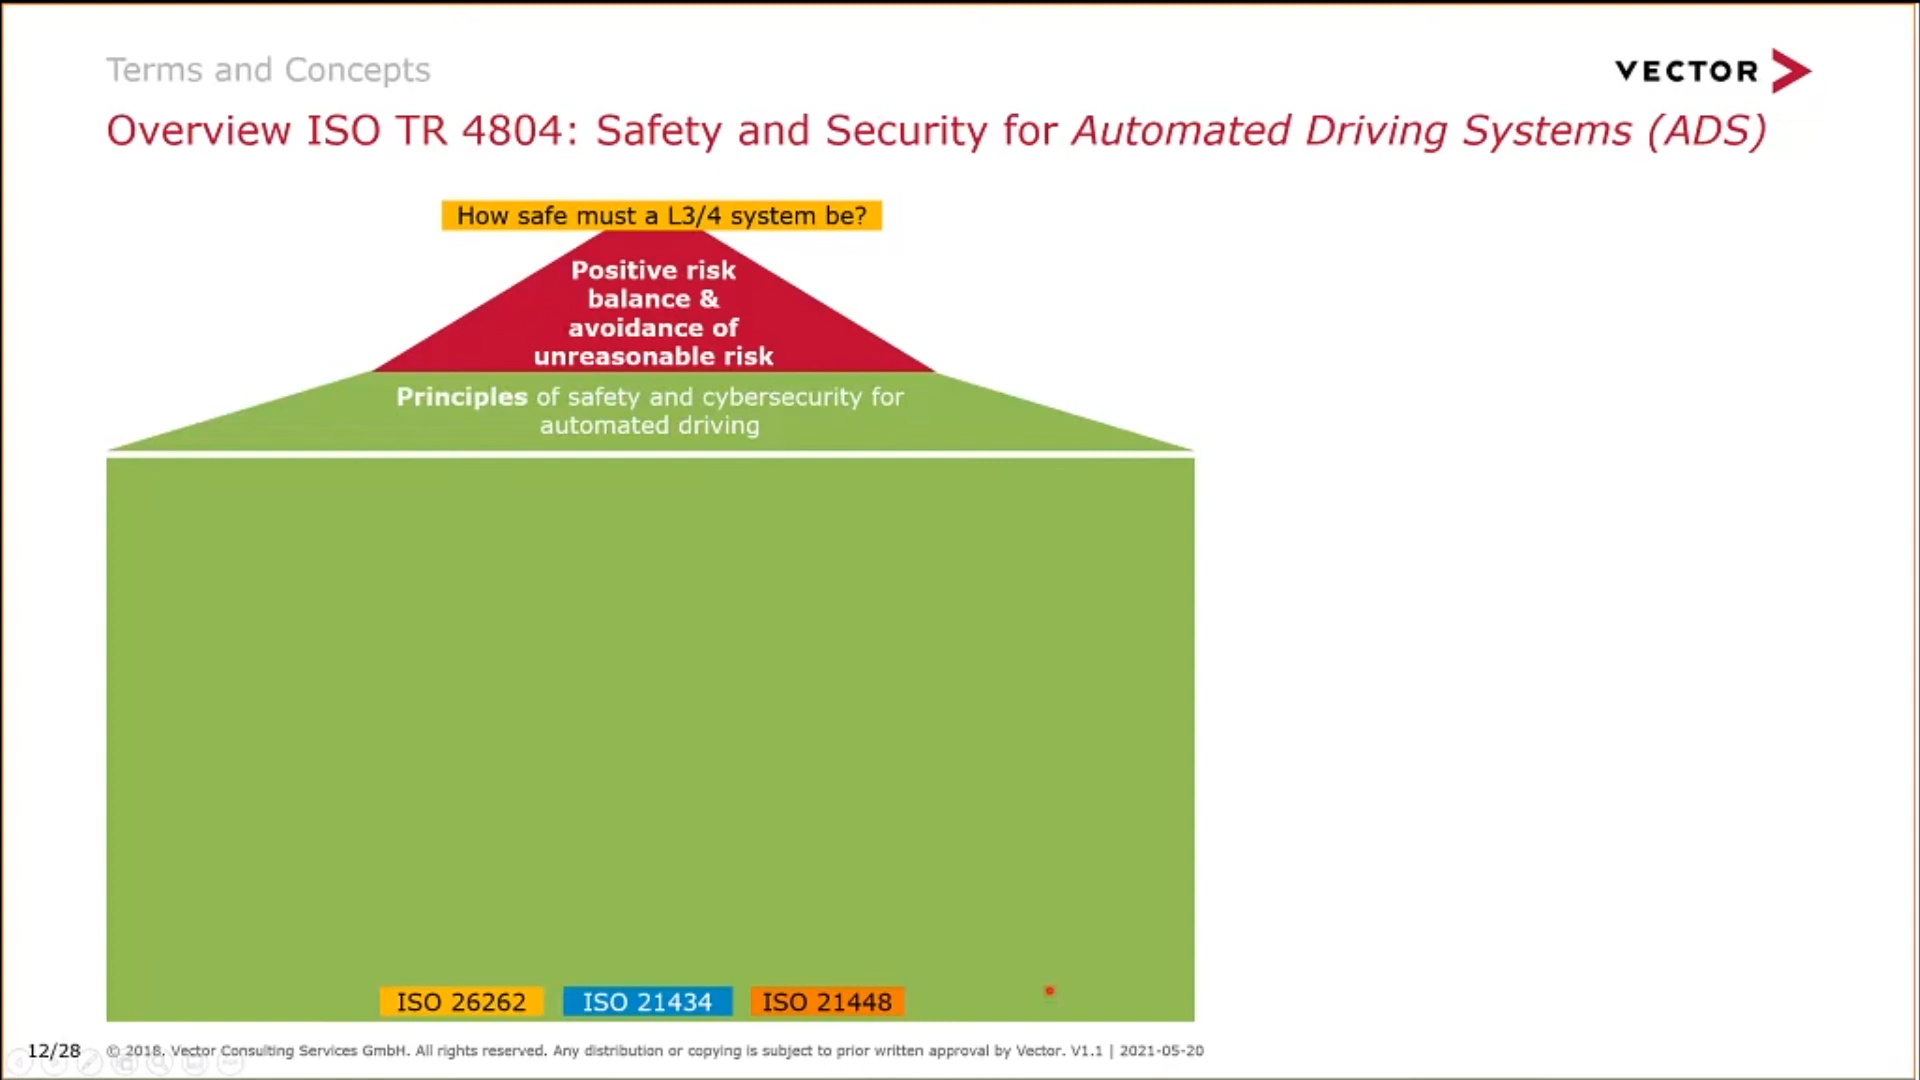 Terms and Concepts
VECTOR
Overview ISO TR 4804: Safety and Security for Automated Driving Systems (ADS)
How safe must a L3/4 system be?
Positive risk
balance &
avoidance of
unreasonable risk
Principles of safety and cybersecurity for
automated driving
ISO 26262
ISO 21434
ISO 21448
12/28
© 2018. Vector Consulting Services GmbH. All rights reserved. Any distribution or copying is subject to prior written approval by Vector. V1.1 | 2021-05-20